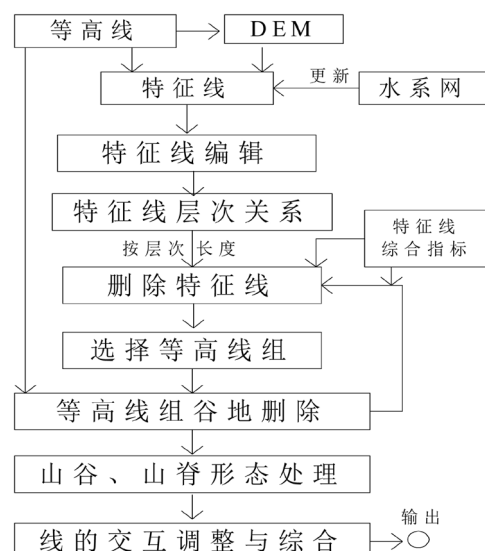 等高线
DEM
特征线
更新
水系网
特征线编辑
特征线层次关系
特征线
综合指标
按层次 长度
删除特征线
选择等高线组
等高线组谷地删除
山谷、山脊形态处理
输出
线的交互调整与综合